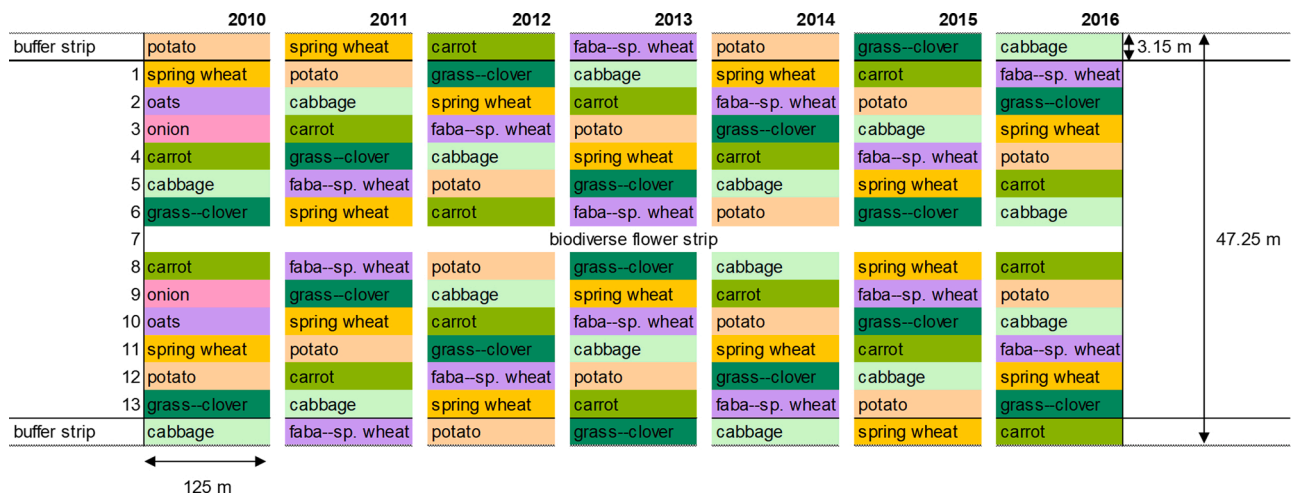 2010 2011 2012 2013 2014 2015 2016
buffer strip potato spring wheat carrot faba--sp. wheat potato grass--clover cabbage 3.15 m
1 spring wheat potato grass--clover cabbage spring wheat carrot faba--sp. wheat
2 oats cabbage spring wheat carrot faba--sp. wheat potato grass--clover
3 onion carrot faba--sp. wheat potato grass--clover cabbage spring wheat
4 carrot grass--clover cabbage spring wheat carrot faba--sp. wheat potato
5 cabbage faba--sp. wheat potato grass--clover cabbage spring wheat carrot
6 grass--clover spring wheat carrot faba--sp. wheat potato grass--clover cabbage
7 biodiverse flower strip 47.25 m
8 carrot faba--sp. wheat potato grass--clover cabbage spring wheat carrot
9 onion grass--clover cabbage spring wheat carrot faba--sp. wheat potato
10 oats spring wheat carrot faba--sp. wheat potato grass--clover cabbage
11 spring wheat potato grass--clover cabbage spring wheat carrot faba--sp. wheat
12 potato carrot faba--sp. wheat potato grass--clover cabbage spring wheat
13 grass--clover cabbage spring wheat carrot faba--sp. wheat potato grass--clover
buffer strip cabbage faba--sp. wheat potato grass--clover cabbage spring wheat carrot
125 m